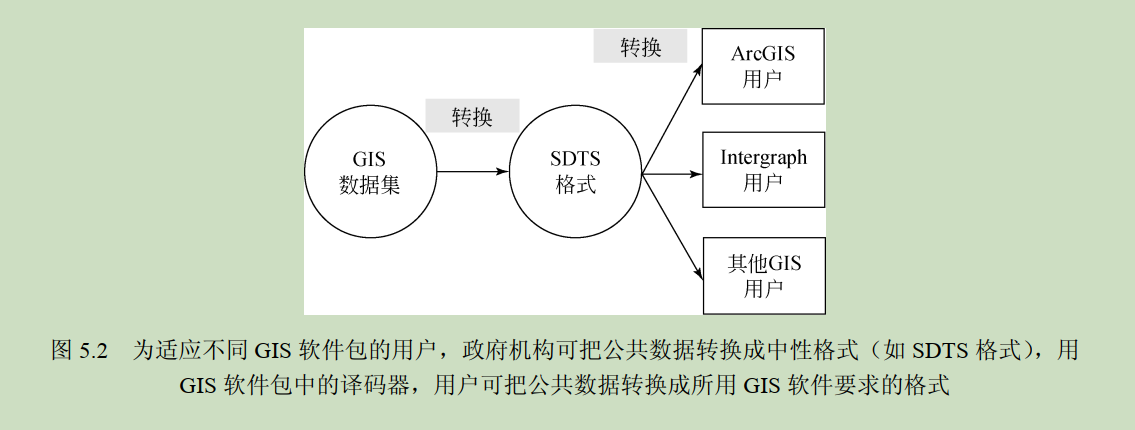 转换
ArcGIS
用户
转换
GIS
数据集
SDTS
格式
Intergraph
用户
其他GIS
用户
图 5.2 为适应不同 GIS 软件包的用户，政府机构可把公共数据转换成中性格式（如 SDTS 格式），用
GIS 软件包中的译码器，用户可把公共数据转换成所用 GIS 软件要求的格式